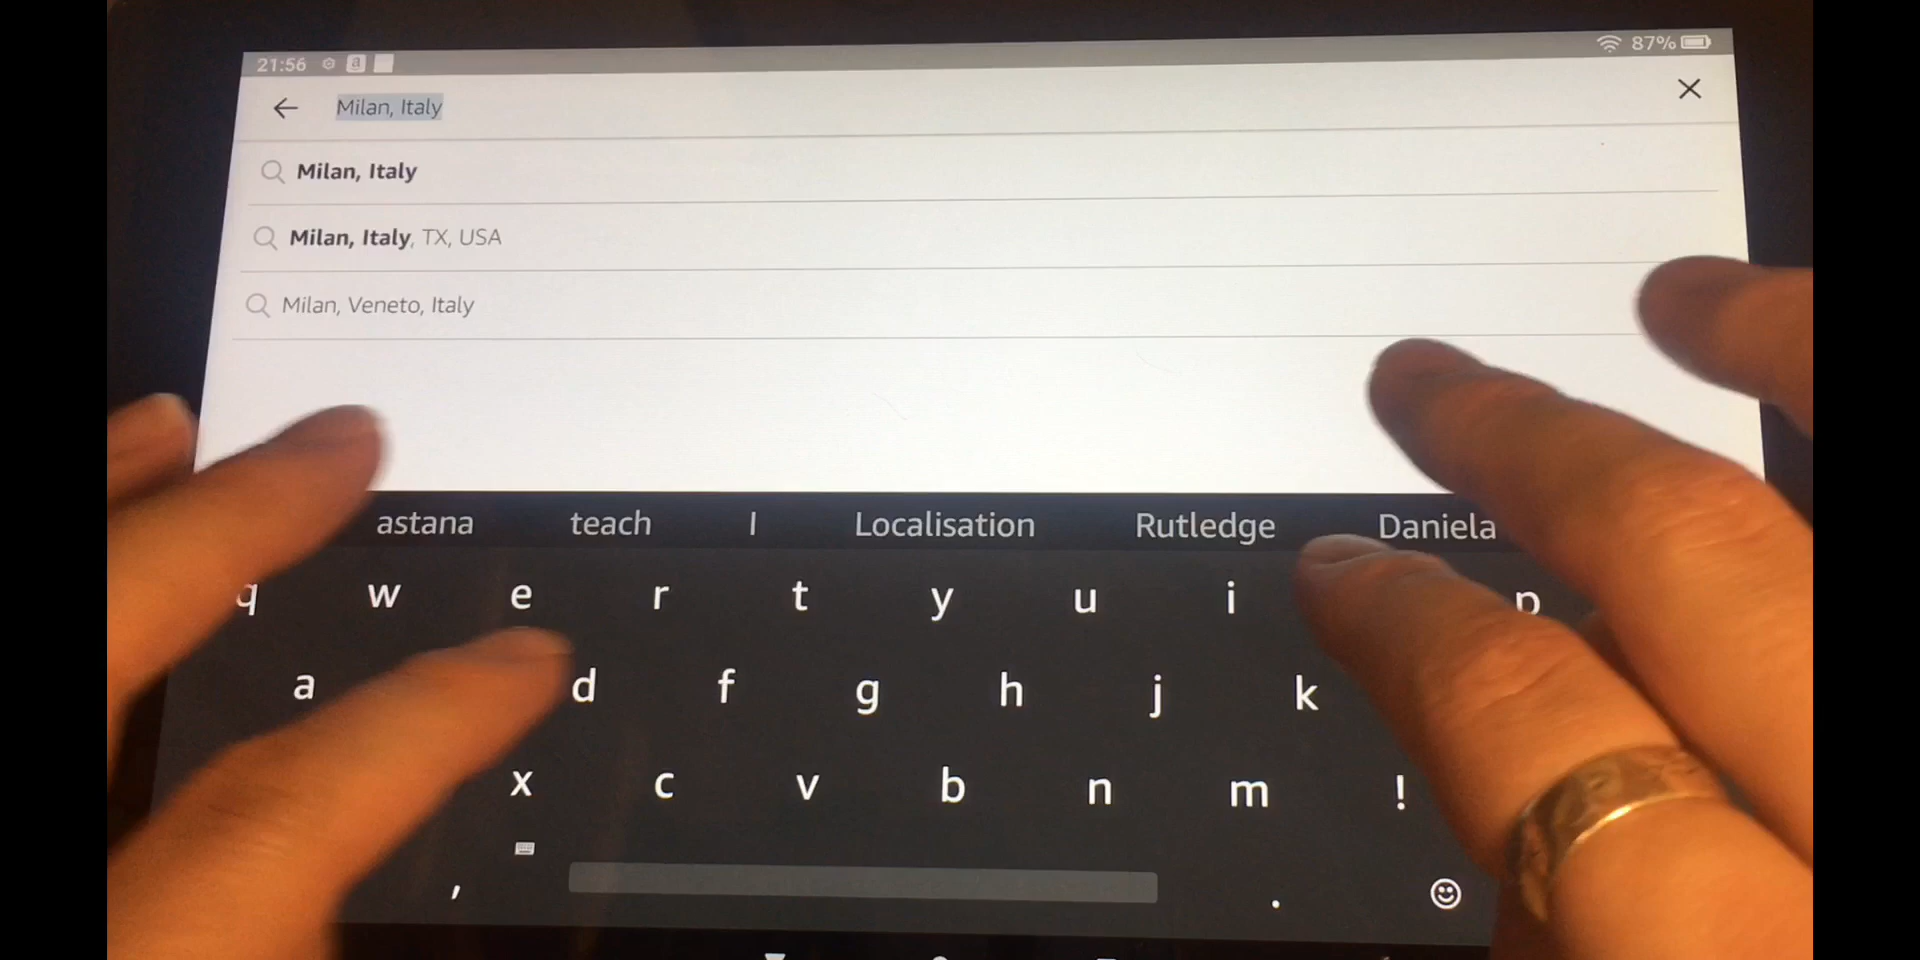 21:56 a 87%
Milan, Italy
Milan, Italy
Milan, Italy, TX, USA
Milan, Veneto, Italy
astana teach I Localisation Rutledge Daniela
q w e r t y u i p
a d f g h j k
x c v b n m !
, .